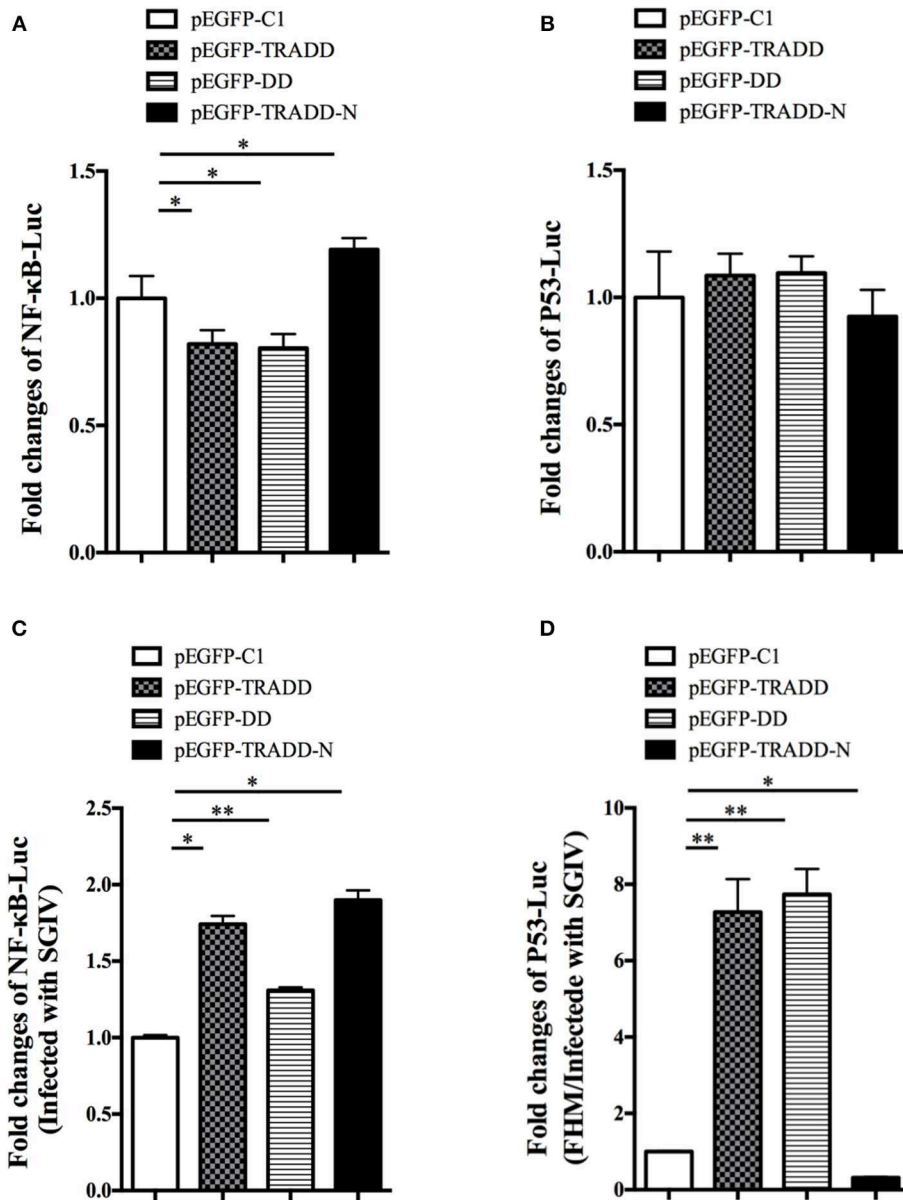 A
pEGFP-C1
pEGFP-TRADD
pEGFP-DD
pEGFP-TRADD-N
*
*
*
Fold changes of NF-κB-Luc
1.5
1.0
0.5
0.0
B
pEGFP-C1
pEGFP-TRADD
pEGFP-DD
pEGFP-TRADD-N
Fold changes of P53-Luc
1.5
1.0
0.5
0.0
C
pEGFP-C1
pEGFP-TRADD
pEGFP-DD
pEGFP-TRADD-N
*
**
*
Fold changes of NF-κB-Luc
(Infected with SGIV)
2.5
2.0
1.5
1.0
0.5
0.0
D
pEGFP-C1
pEGFP-TRADD
pEGFP-DD
pEGFP-TRADD-N
*
**
**
Fold changes of P53-Luc
(FHM/Infectede with SGIV)
10
8
6
4
2
0